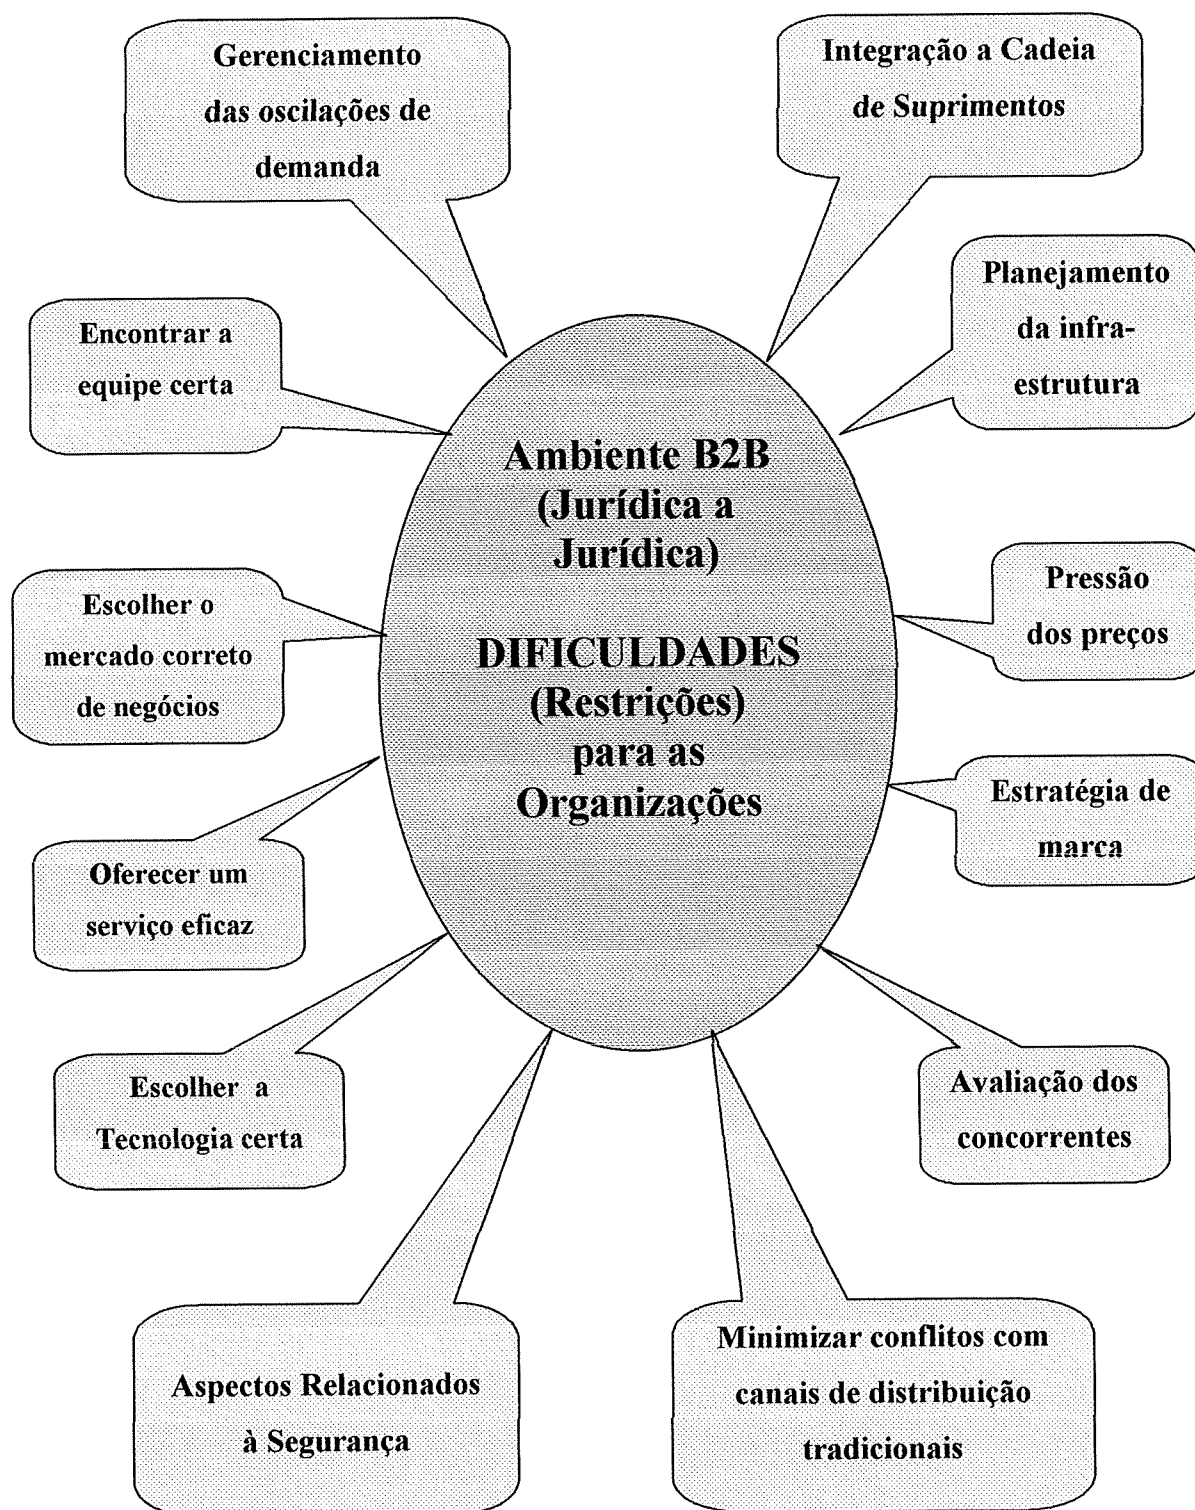 Gerenciamento
das oscilações de
demanda
Integração a Cadeia
de Suprimentos
Encontrar a
equipe certa
Planejamento
da infra-
estrutura
Ambiente B2B
(Jurídica a
Jurídica)
DIFICULDADES
(Restrições)
para as
Organizações
Escolher o
mercado correto
de negócios
Pressão
dos preços
Oferecer um
serviço eficaz
Estratégia de
marca
Escolher a
Tecnologia certa
Avaliação dos
concorrentes
Aspectos Relacionados
à Segurança
Minimizar conflitos com
canais de distribuição
tradicionais